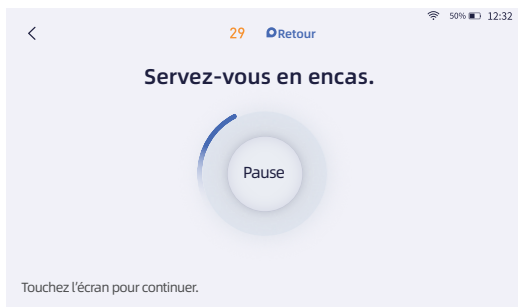 50% 12:32
29 Retour
Servez-vous en encas.
Pause
Touchez l'écran pour continuer.